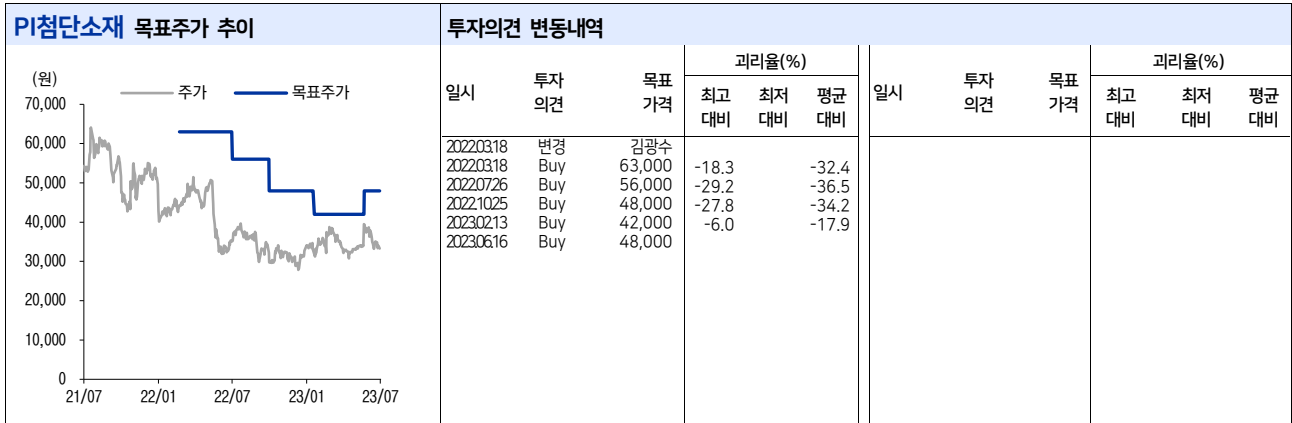 PI첨단소재 목표주가 추이
(원)
주가 목표주가
70,000
60,000
50,000
40,000
30,000
20,000
10,000
0
21/07 22/01 22/07 23/01 23/07
투자의견 변동내역
일시 투자의견 목표가격 괴리율(%)
최고대비 최저대비 평균대비
2022.03.18 변경 김광수
2022.03.18 Buy 63,000 -18.3 -32.4
2022.07.26 Buy 56,000 -29.2 -36.5
2022.10.25 Buy 48,000 -27.8 -34.2
2023.02.13 Buy 42,000 -6.0 -17.9
2023.06.16 Buy 48,000
일시 투자의견 목표가격 괴리율(%)
최고대비 최저대비 평균대비